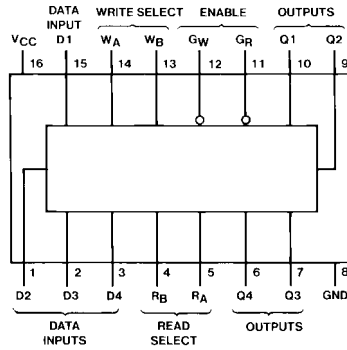 DATA INPUT WRITE SELECT ENABLE OUTPUTS
VCC D1 WA WB GW GR Q1 Q2
16 15 14 13 12 11 10 9
1 2 3 4 5 6 7 8
D2 D3 D4 RB RA Q4 Q3 GND
DATA INPUTS READ SELECT OUTPUTS